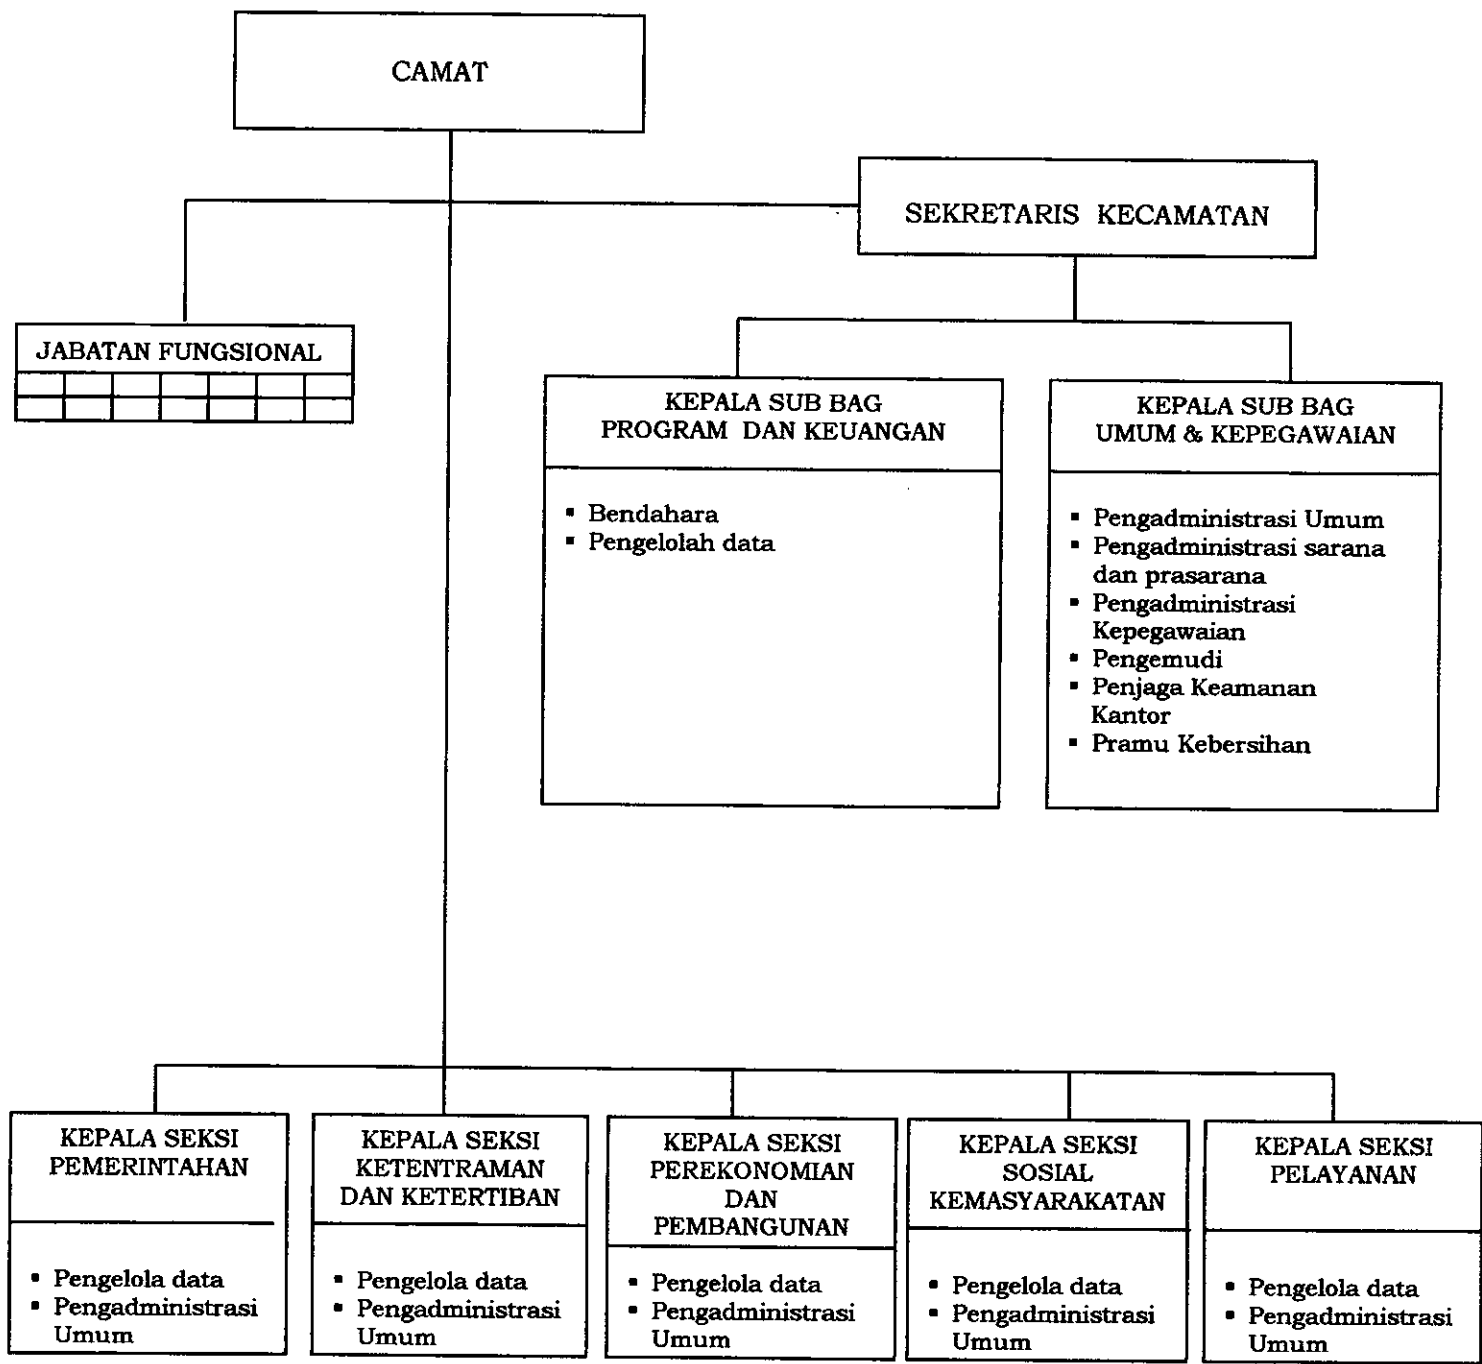 CAMAT
SEKRETARIS KECAMATAN
JABATAN FUNGSIONAL
KEPALA SUB BAG
PROGRAM DAN KEUANGAN
▪ Bendahara
▪ Pengelolah data
KEPALA SUB BAG
UMUM & KEPEGAWAIAN
▪ Pengadministrasi Umum
▪ Pengadministrasi sarana
dan prasarana
▪ Pengadministrasi
Kepegawaian
▪ Pengemudi
▪ Penjaga Keamanan
Kantor
▪ Pramu Kebersihan
KEPALA SEKSI
PEMERINTAHAN
▪ Pengelola data
▪ Pengadministrasi
Umum
KEPALA SEKSI
KETENTRAMAN
DAN KETERTIBAN
▪ Pengelola data
▪ Pengadministrasi
Umum
KEPALA SEKSI
PEREKONOMIAN
DAN
PEMBANGUNAN
▪ Pengelola data
▪ Pengadministrasi
Umum
KEPALA SEKSI
SOSIAL
KEMASYARAKATAN
▪ Pengelola data
▪ Pengadministrasi
Umum
KEPALA SEKSI
PELAYANAN
▪ Pengelola data
▪ Pengadministrasi
Umum